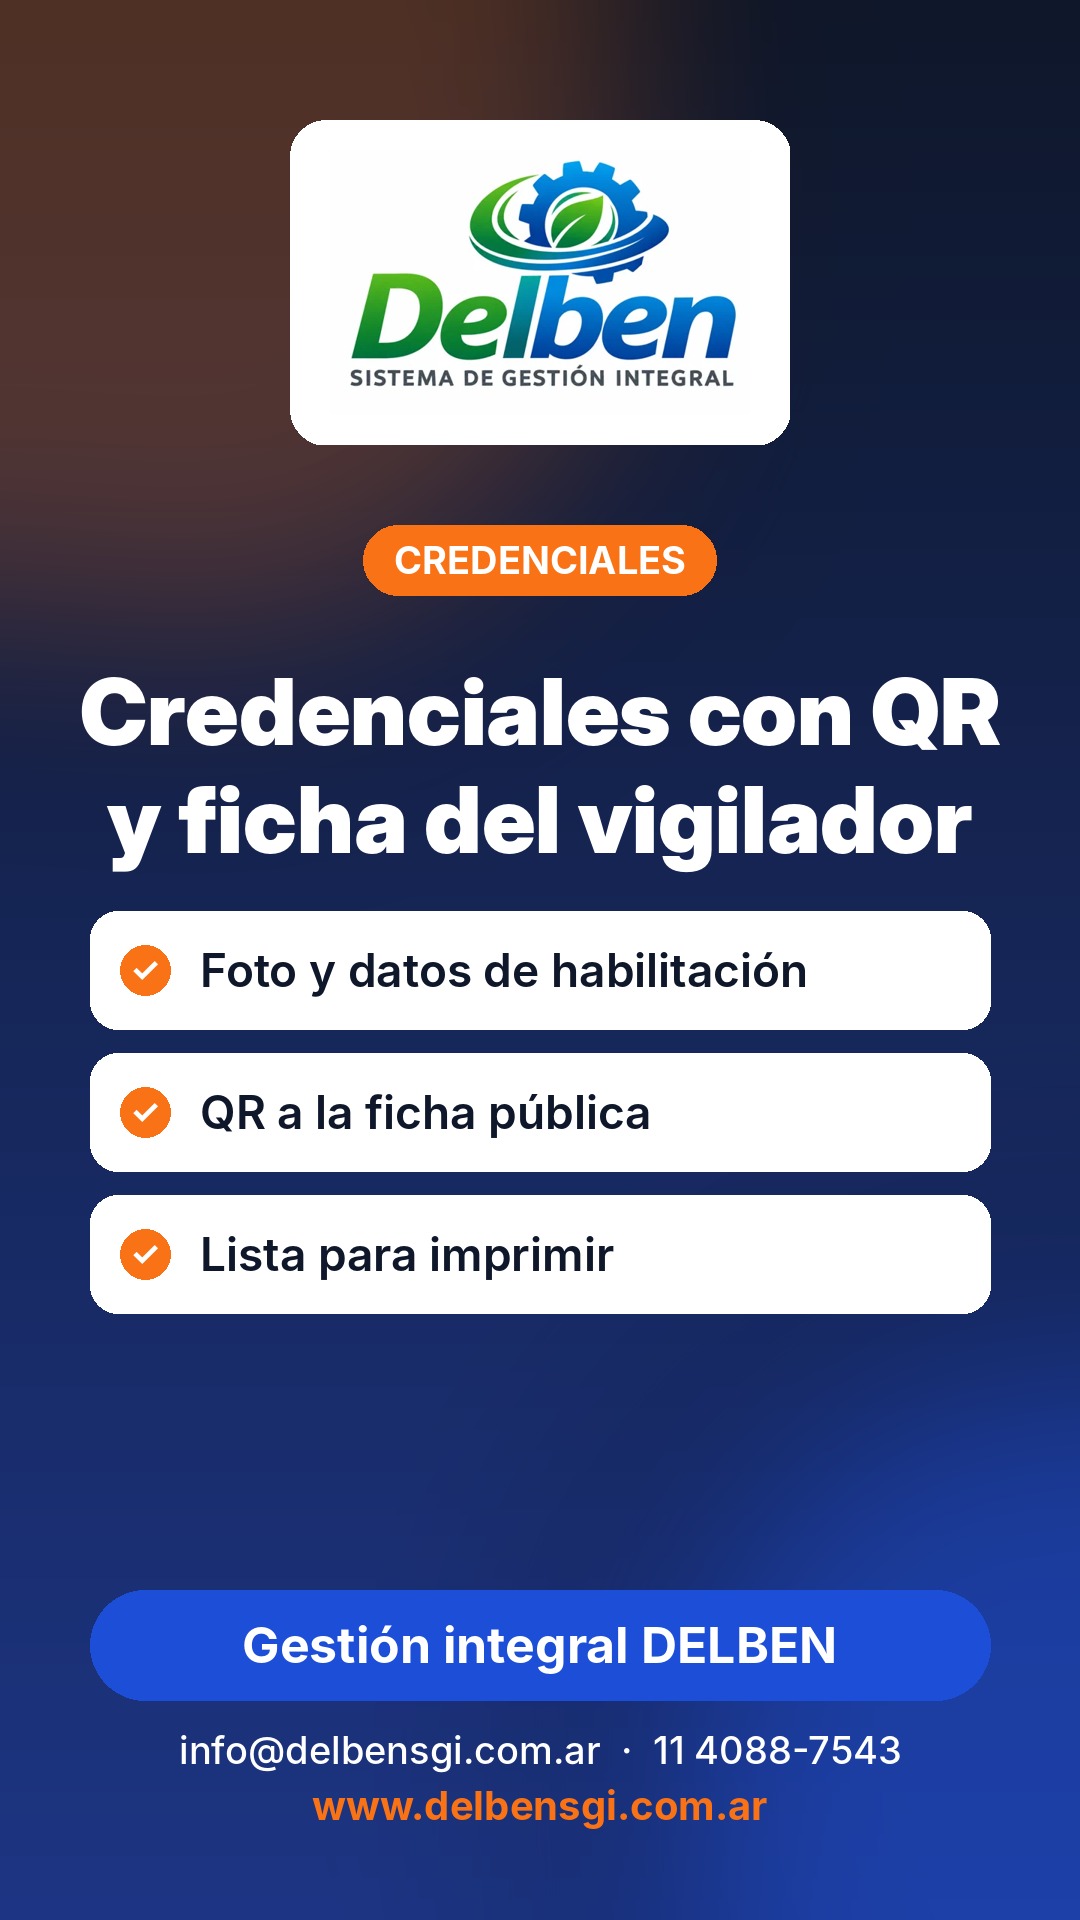 Delben
SISTEMA DE GESTIÓN INTEGRAL
CREDENCIALES
Credenciales con QR
y ficha del vigilador
Foto y datos de habilitación
QR a la ficha pública
Lista para imprimir
Gestión integral DELBEN
info@delbensgi.com.ar · 11 4088-7543
www.delbensgi.com.ar